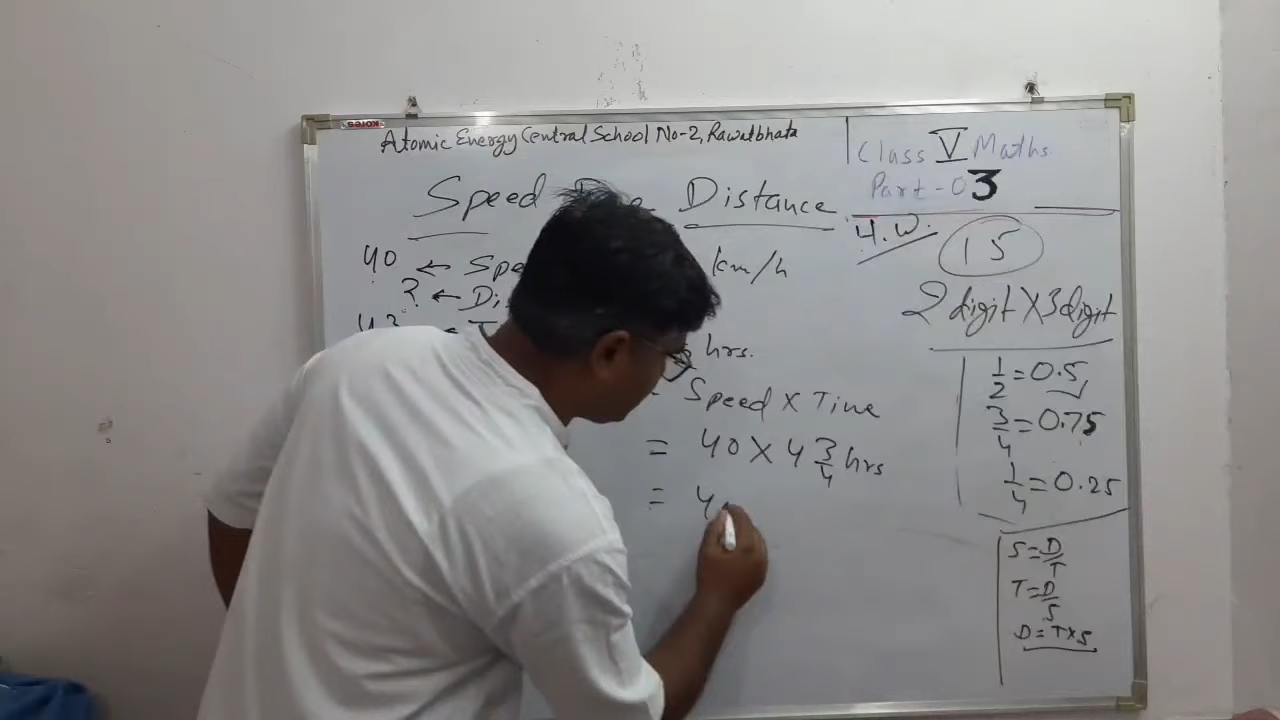 KORES
Atomic Energy Central School No-2, Rawatbhata
Class V Maths
Part-03
Speed Distance
H.W.
15
40 ← Spe km/h
2 digit X 3 digit
? ← Di
hrs.
1/2 = 0.5
Speed X Time
3/4 = 0.75
= 40 X 4 3/4 hrs
1/4 = 0.25
= 4
S = D/T
T = D/S
D = T×S